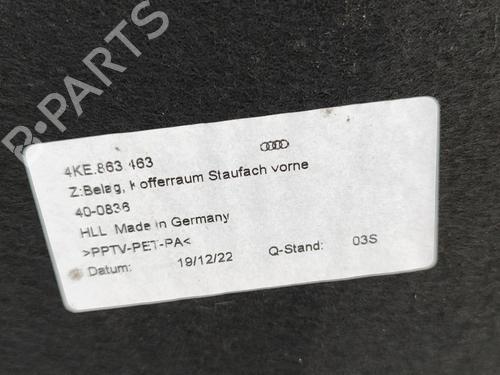 B-PARTS
4KE.863.463
Z:Belag, Kofferraum Staufach vorne
40-0836
HLL Made in Germany
>PPTV-PET-PA<
Datum: 19/12/22 Q-Stand: 03S